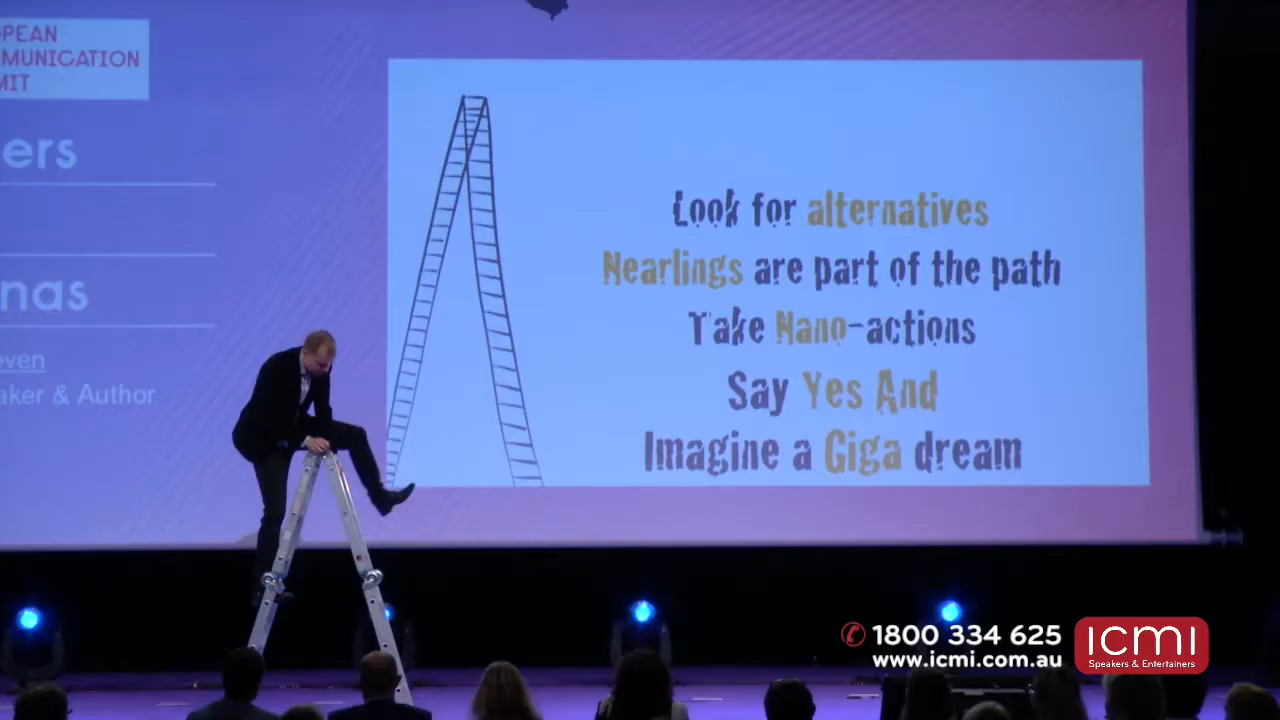 OPEAN
MUNICATION
MIT
ers
nas
oven
aker & Author
Look for alternatives
Nearlings are part of the path
Take Nano-actions
Say Yes And
Imagine a Giga dream
1800 334 625
www.icmi.com.au
icmi
Speakers & Entertainers